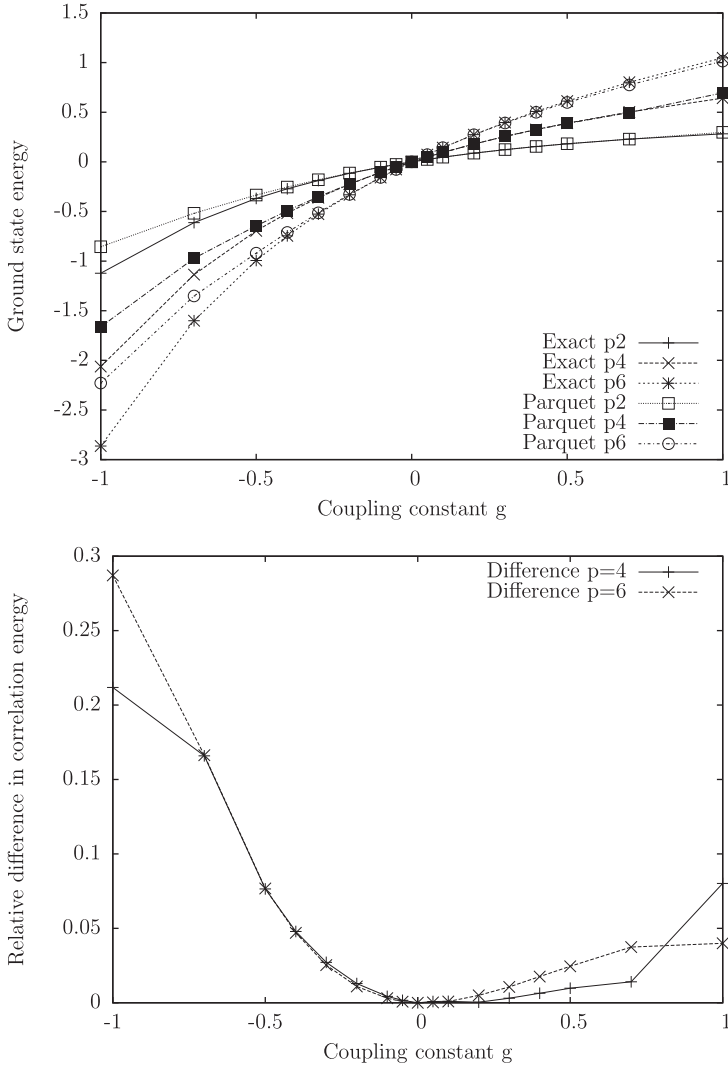 1.5
1
0.5
0
-0.5
-1
-1.5
-2
-2.5
-3
Ground state energy
Exact p2
Exact p4
Exact p6
Parquet p2
Parquet p4
Parquet p6
-1 -0.5 0 0.5 1
Coupling constant g
0.3
0.25
0.2
0.15
0.1
0.05
0
Relative difference in correlation energy
Difference p=4
Difference p=6
-1 -0.5 0 0.5 1
Coupling constant g